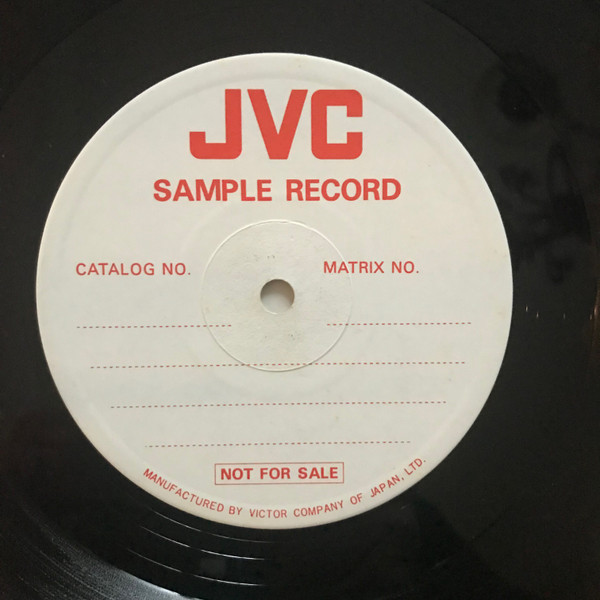 JVC
SAMPLE RECORD
CATALOG NO. MATRIX NO.
NOT FOR SALE
MANUFACTURED BY VICTOR COMPANY OF JAPAN, LTD.